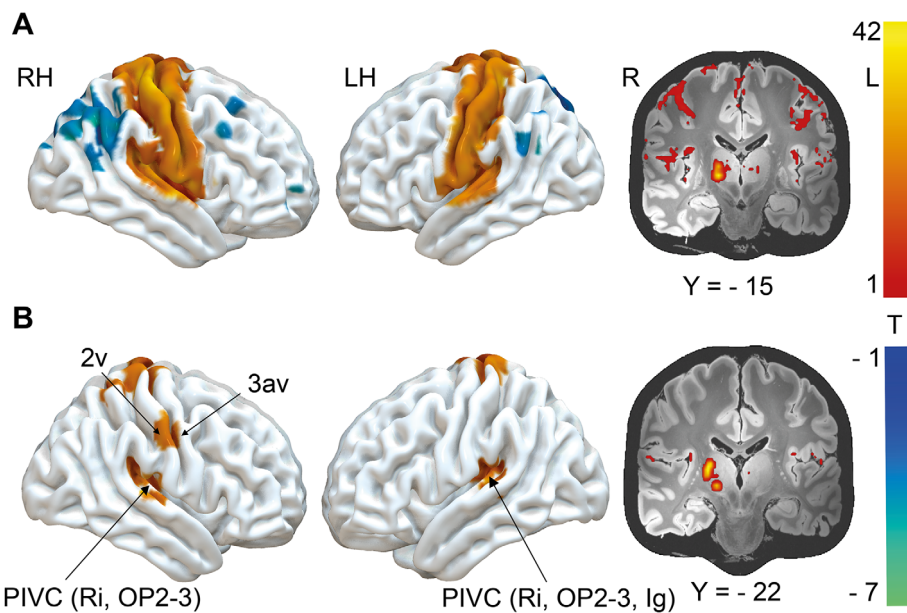 A
RH
LH
R
42
L
1
Y = - 15
B
T
2v
3av
- 1
PIVC (Ri, OP2-3)
PIVC (Ri, OP2-3, Ig)
Y = - 22
- 7